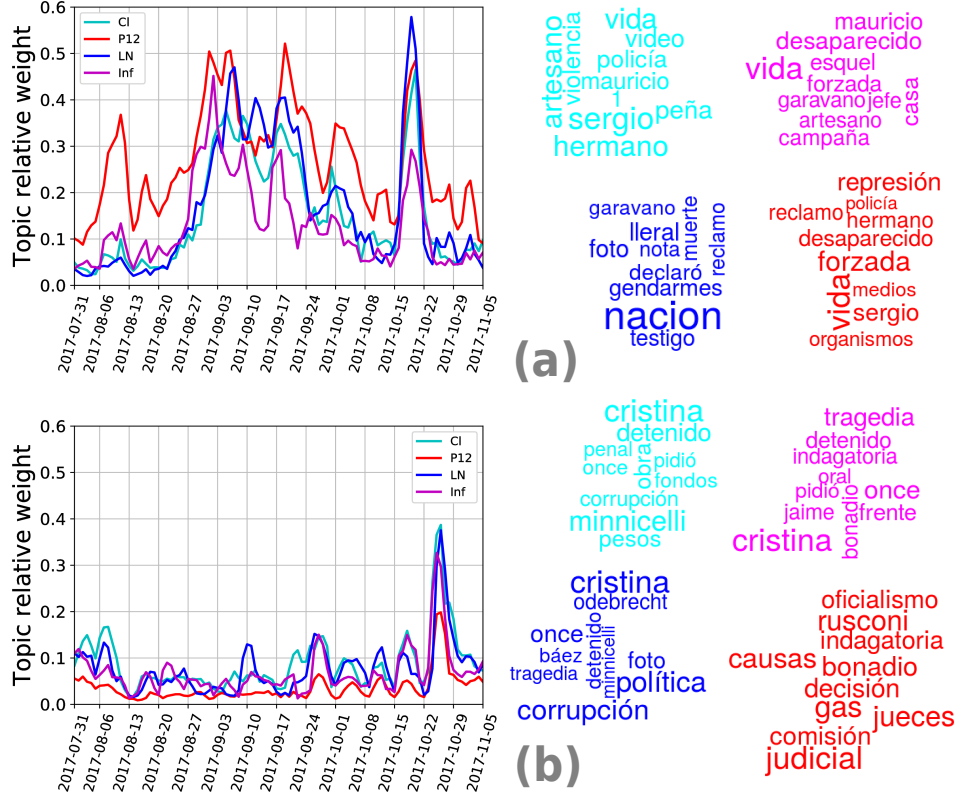 Topic relative weight
0.6
0.5
0.4
0.3
0.2
0.1
0.0
CI
P12
LN
Inf
2017-07-31
2017-08-06
2017-08-13
2017-08-20
2017-08-27
2017-09-03
2017-09-10
2017-09-17
2017-09-24
2017-10-01
2017-10-08
2017-10-15
2017-10-22
2017-10-29
2017-11-05
vida
video
artesano
violencia
policía
mauricio
1
sergio
peña
hermano
mauricio
desaparecido
vida
esquel
forzada
garavano
jefe
casa
artesano
campaña
garavano
lleral
muerte
reclamo
foto
nota
declaró
gendarmes
nacion
testigo
represión
policía
reclamo
hermano
desaparecido
forzada
vida
medios
sergio
organismos
(a)
Topic relative weight
0.6
0.5
0.4
0.3
0.2
0.1
0.0
CI
P12
LN
Inf
2017-07-31
2017-08-06
2017-08-13
2017-08-20
2017-08-27
2017-09-03
2017-09-10
2017-09-17
2017-09-24
2017-10-01
2017-10-08
2017-10-15
2017-10-22
2017-10-29
2017-11-05
cristina
detenido
penal
obra
pidió
once
fondos
corrupción
minnicelli
pesos
tragedia
detenido
indagatoria
oral
pidió
bonadio
once
jaime
frente
cristina
cristina
odebrecht
once
detenido
minnicelli
báez
foto
tragedia
política
corrupción
oficialismo
rusconi
indagatoria
causas
bonadio
decisión
gas
jueces
comisión
judicial
(b)